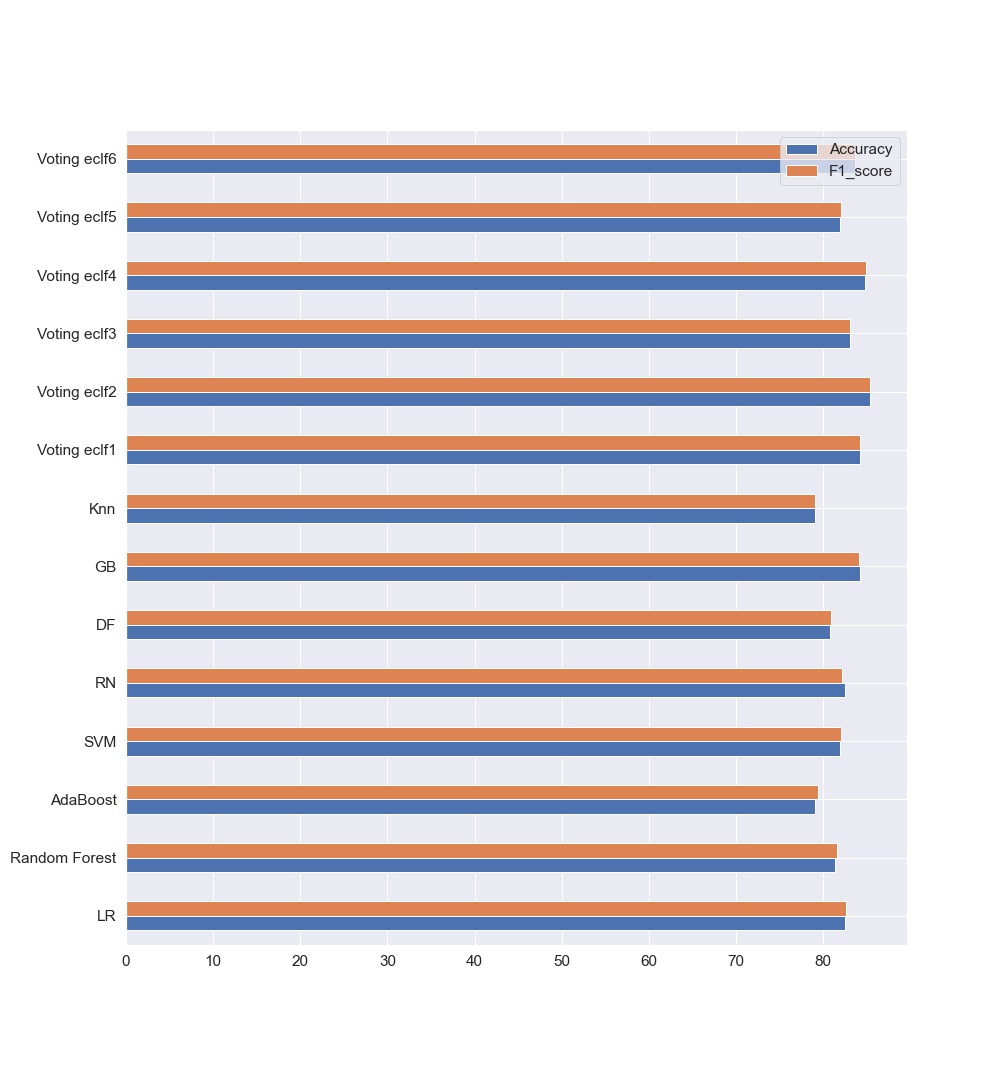 Accuracy
F1_score
Voting eclf6
Voting eclf5
Voting eclf4
Voting eclf3
Voting eclf2
Voting eclf1
Knn
GB
DF
RN
SVM
AdaBoost
Random Forest
LR
0 10 20 30 40 50 60 70 80